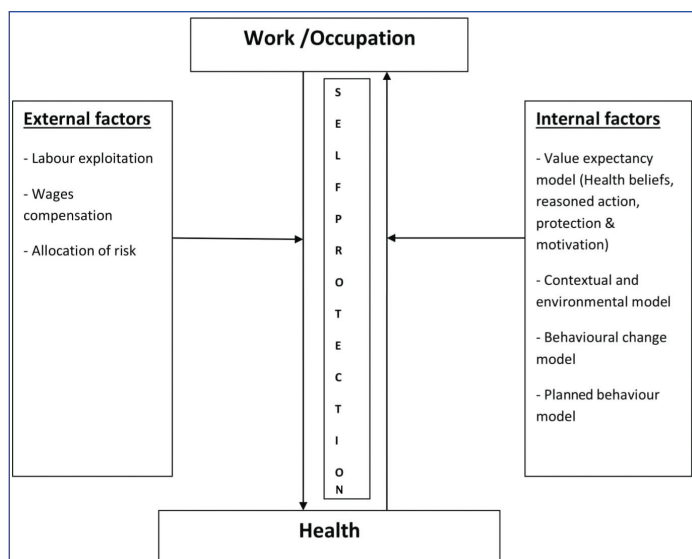 Work /Occupation
External factors
- Labour exploitation
- Wages
compensation
- Allocation of risk
S
E
L
F
P
R
O
T
E
C
T
I
O
N
Internal factors
- Value expectancy
model (Health beliefs,
reasoned action,
protection &
motivation)
- Contextual and
environmental model
- Behavioural change
model
- Planned behaviour
model
Health